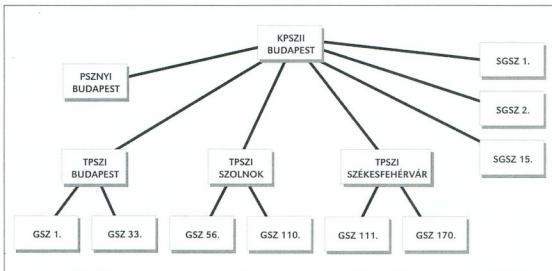 KPSZII
BUDAPEST
PSZNYI
BUDAPEST
SGSZ 1.
SGSZ 2.
SGSZ 15.
TPSZI
BUDAPEST
TPSZI
SZOLNOK
TPSZI
SZÉKESFEHÉRVÁR
GSZ 1.
GSZ 33.
GSZ 56.
GSZ 110.
GSZ 111.
GSZ 170.